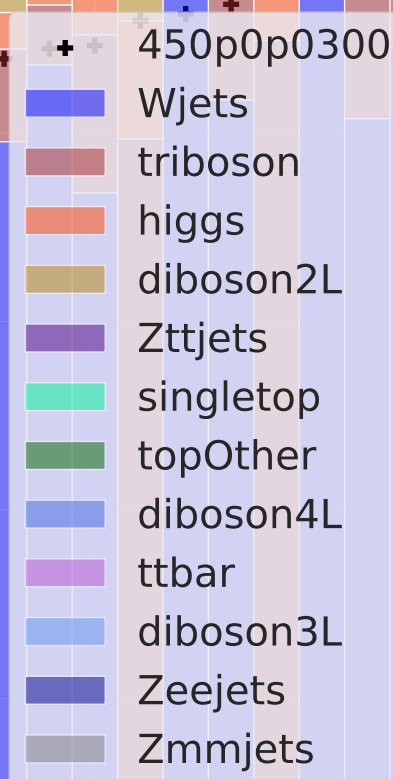 450p0p0300
Wjets
triboson
higgs
diboson2L
Zttjets
singletop
topOther
diboson4L
ttbar
diboson3L
Zeejets
Zmmjets